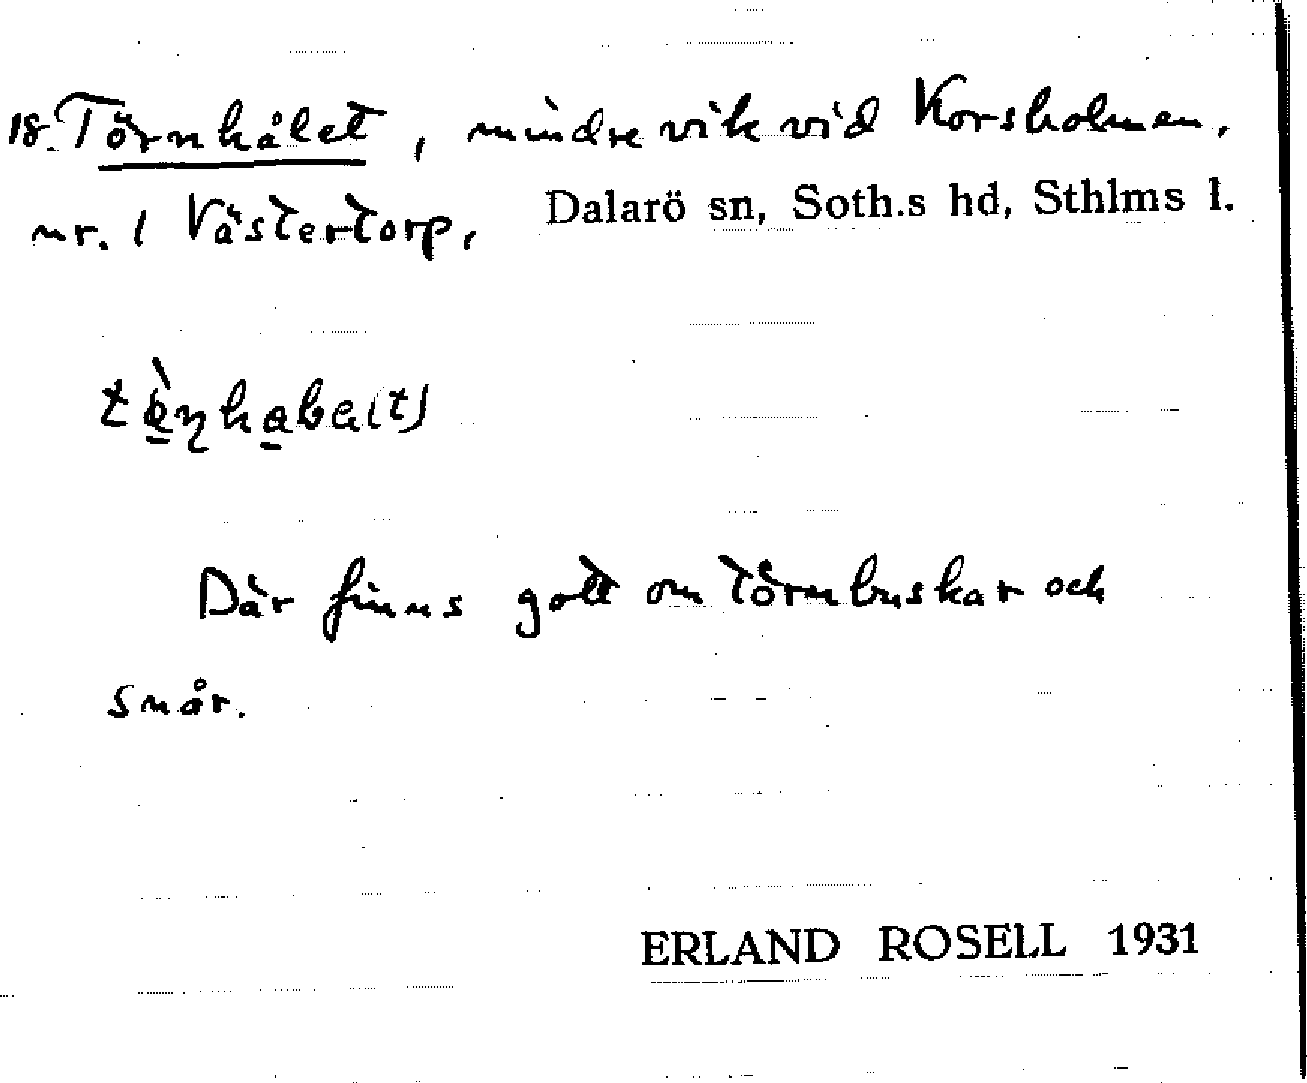 18. Törnhålet, mindre vik vid Korsholmen,
nr. 1 Västertorp, Dalarö sn, Soth.s hd, Sthlms l.
Där finns gott om törnbuskar och
snår.
ERLAND ROSELL 1931